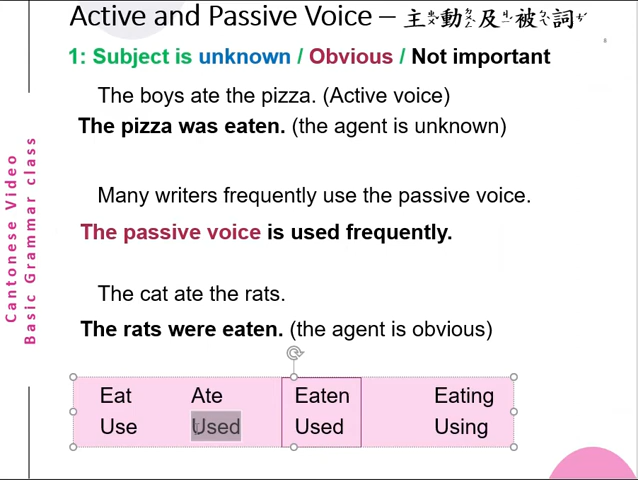 Active and Passive Voice – 主動及被詞
1: Subject is unknown / Obvious / Not important
The boys ate the pizza. (Active voice)
The pizza was eaten. (the agent is unknown)
Many writers frequently use the passive voice.
The passive voice is used frequently.
The cat ate the rats.
The rats were eaten. (the agent is obvious)
Eat Ate Eaten Eating
Use Used Used Using
Cantonese Video
Basic Grammar class